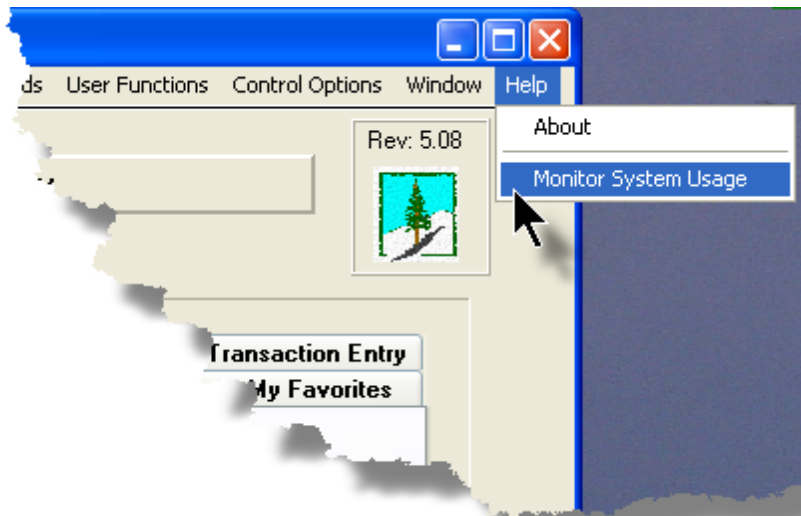 ds User Functions Control Options Window Help
About
Rev: 5.08
Monitor System Usage
Transaction Entry
My Favorites